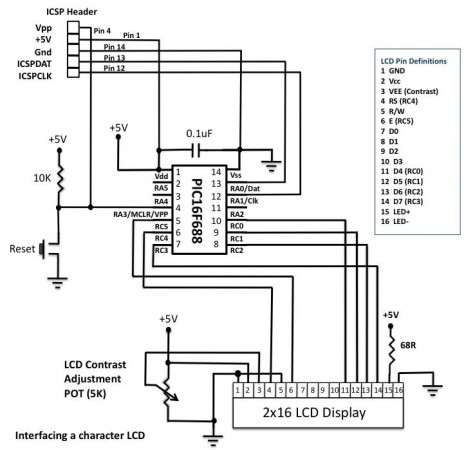 ICSP Header
Vpp
Pin 4
+5V
Pin 1
Gnd
Pin 14
ICSPDAT
Pin 13
ICSPCLK
Pin 12
LCD Pin Definitions
1 GND
2 Vcc
3 VEE (Contrast)
4 RS (RC4)
5 R/W
6 E (RC5)
7 D0
8 D1
9 D2
10 D3
11 D4 (RC0)
12 D5 (RC1)
13 D6 (RC2)
14 D7 (RC3)
15 LED+
16 LED-
+5V
+5V
0.1uF
10K
Reset
Vdd 1 14 Vss
RA5 2 13 RA0/Dat
RA4 3 12 RA1/Clk
RA3/MCLR/VPP 4 11 RA2
RC5 5 10 RC0
RC4 6 9 RC1
RC3 7 8 RC2
PIC16F688
+5V
+5V
68R
LCD Contrast
Adjustment
POT (5K)
1 2 3 4 5 6 7 8 9 10 11 12 13 14 15 16
2x16 LCD Display
Interfacing a character LCD